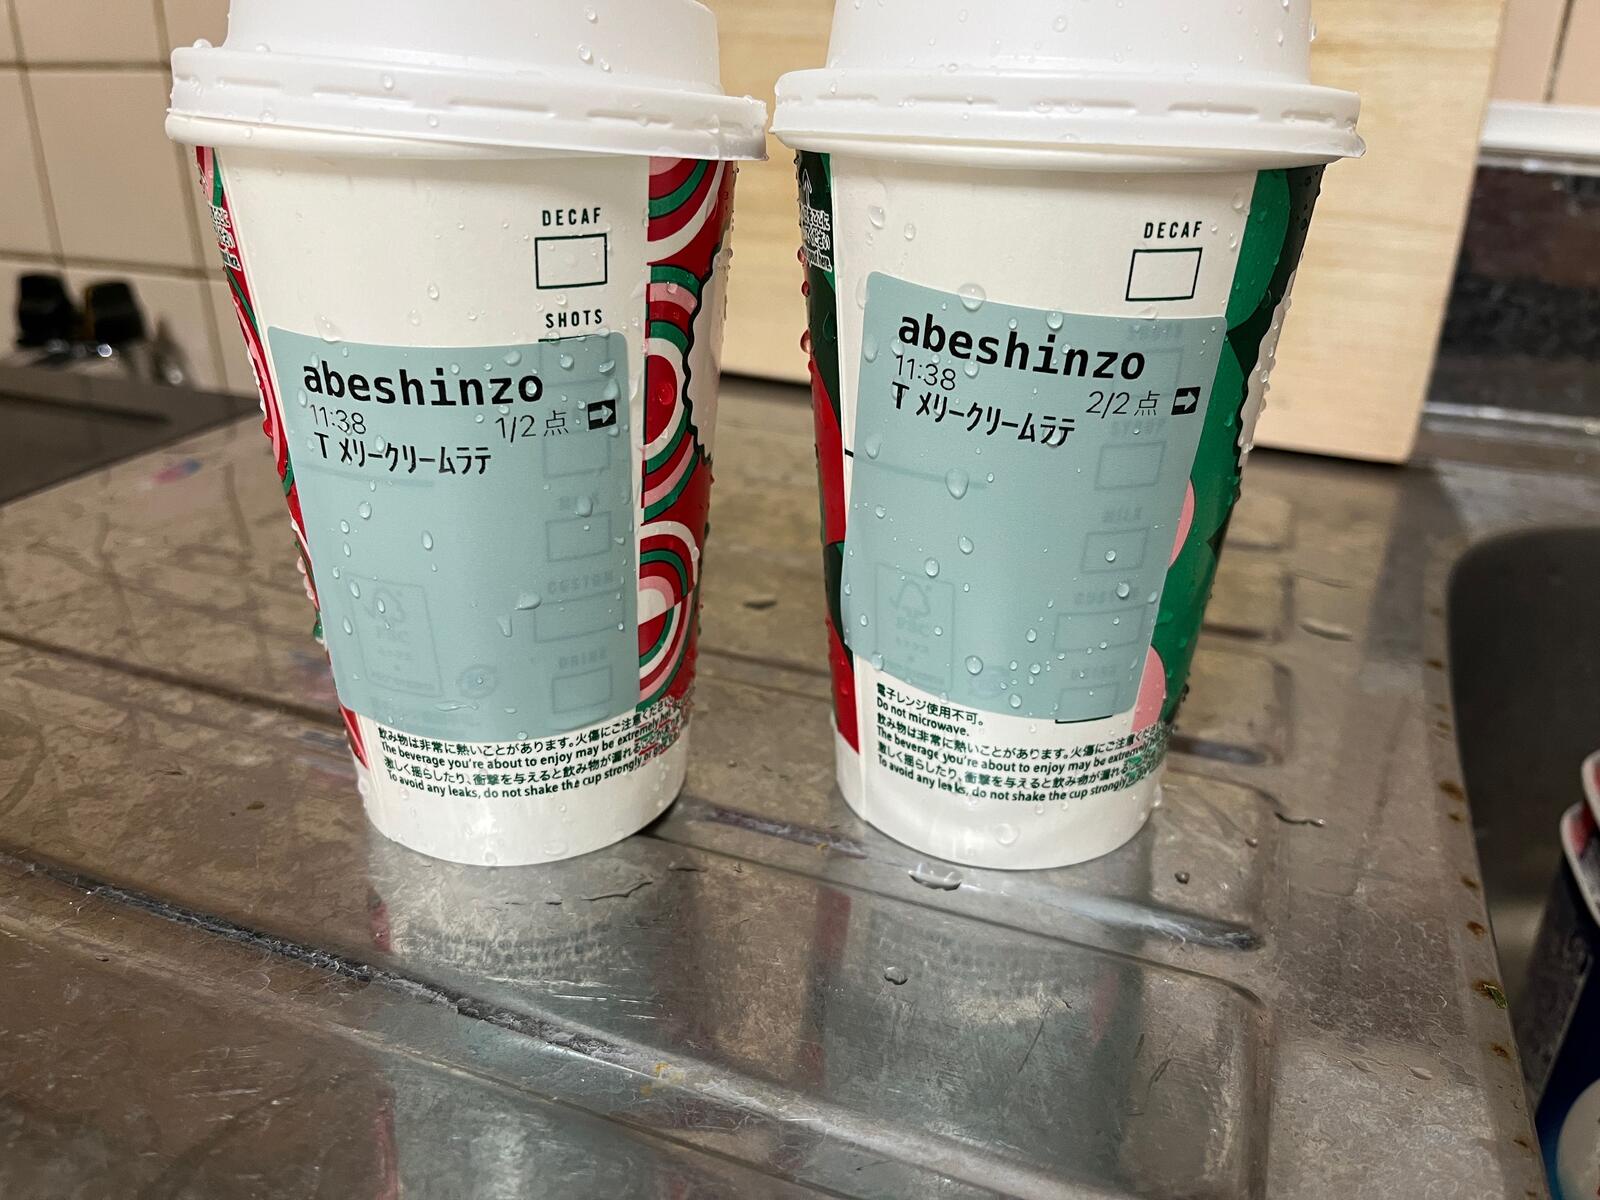 DECAF
SHOTS
abeshinzo
11:38
1/2 点
T メリークリームラテ
飲み物は非常に熱いことがあります。火傷にご注意ください
The beverage you're about to enjoy may be extremely
激しく揺らしたり、衝撃を与えると飲み物が漏れる
To avoid any leaks, do not shake the cup strongly
DECAF
abeshinzo
11:38
2/2 点
T メリークリームラテ
電子レンジ使用不可。
Do not microwave.
飲み物は非常に熱いことがあります。火傷にご注意
The beverage you're about to enjoy may be extremely
激しく揺らしたり、衝撃を与えると飲み物が漏れる
To avoid any leaks, do not shake the cup strongly